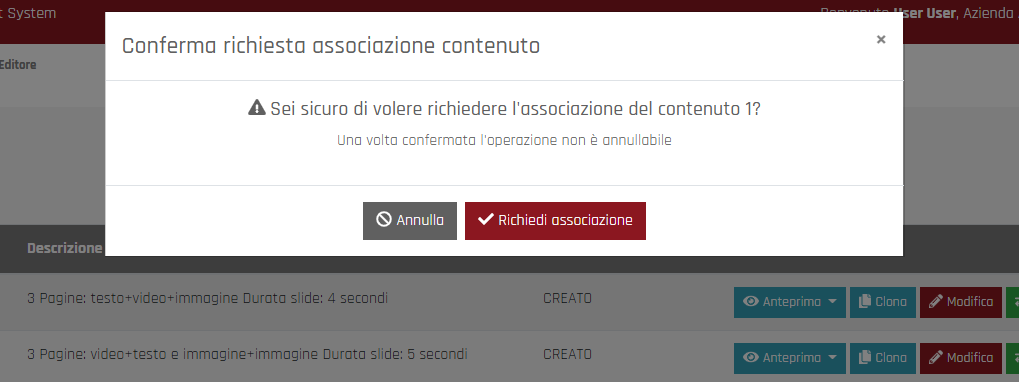 t System
User User, Azienda
Editore
Conferma richiesta associazione contenuto
×
Sei sicuro di volere richiedere l'associazione del contenuto 1?
Una volta confermata l'operazione non è annullabile
Annulla
Richiedi associazione
Descrizione
3 Pagine: testo+video+immagine Durata slide: 4 secondi CREATO Anteprima Clona Modifica
3 Pagine: video+testo e immagine+immagine Durata slide: 5 secondi CREATO Anteprima Clona Modifica